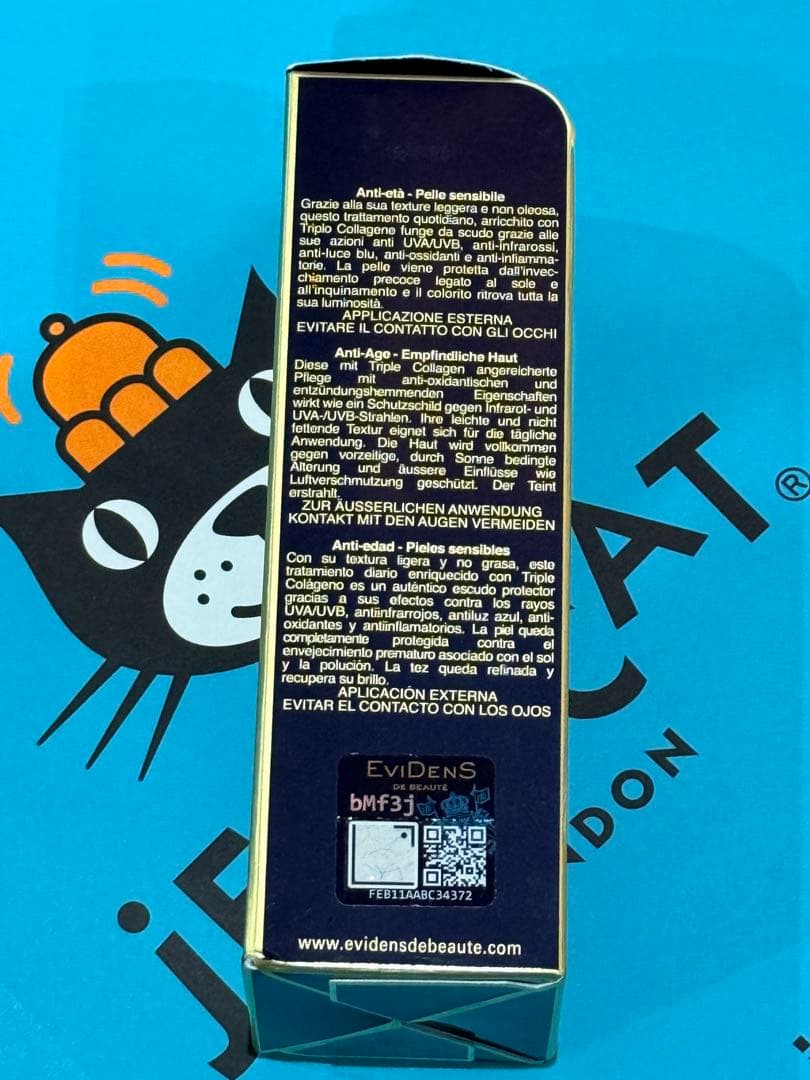 Anti-età - Pelle sensibile
Grazie alla sua texture leggera e non oleosa,
questo trattamento quotidiano, arricchito con
Triplo Collagene funge da scudo grazie alle
sue azioni anti UVA/UVB, anti-infrarossi,
anti-luce blu, anti-ossidanti e anti-infiamma-
torie. La pelle viene protetta dall'invec-
chiamento precoce legato al sole e
all'inquinamento e il colorito ritrova tutta la
sua luminosità.
APPLICAZIONE ESTERNA
EVITARE IL CONTATTO CON GLI OCCHI
Anti-Age - Empfindliche Haut
Diese mit Triple Collagen angereicherte
Pflege mit anti-oxidantischen und
entzündungshemmenden Eigenschaften
wirkt wie ein Schutzschild gegen Infrarot- und
UVA-/UVB-Strahlen. Ihre leichte und nicht
fettende Textur eignet sich für die tägliche
Anwendung. Die Haut wird vollkommen
gegen vorzeitige, durch Sonne bedingte
Älterung und äussere Einflüsse wie
Luftverschmutzung geschützt. Der Teint
erstrahlt.
ZUR ÄUSSERLICHEN ANWENDUNG
KONTAKT MIT DEN AUGEN VERMEIDEN
Anti-edad - Pieles sensibles
Con su textura ligera y no grasa, este
tratamiento diario enriquecido con Triple
Colágeno es un auténtico escudo protector
gracias a sus efectos contra los rayos
UVA/UVB, antiinfrarrojos, antiluz azul, anti-
oxidantes y antiinflamatorios. La piel queda
completamente protegida contra el
envejecimiento prematuro asociado con el sol
y la polución. La tez queda refinada y
recupera su brillo.
APLICACIÓN EXTERNA
EVITAR EL CONTACTO CON LOS OJOS
EVIDENS
DE BEAUTÉ
bMf3j
FEB11AABC34372
www.evidensdebeaute.com
CAT®
NDON
jE